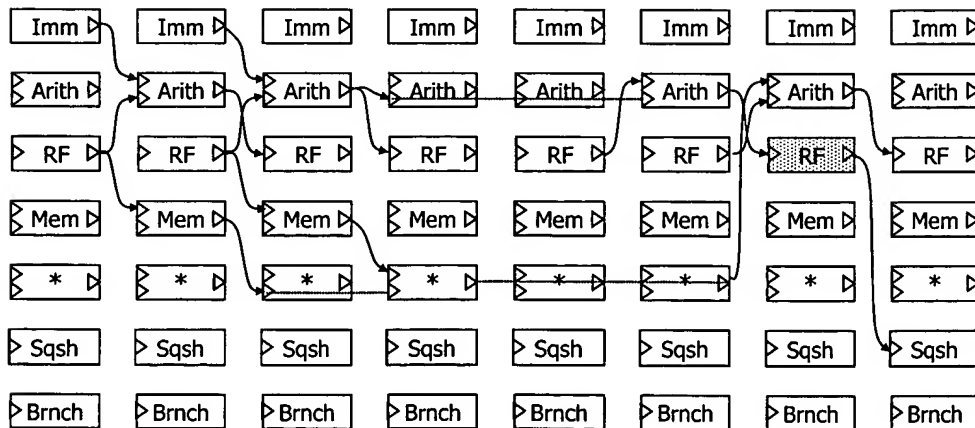 Imm Imm Imm Imm Imm Imm Imm Imm
Arith Arith Arith Arith Arith Arith Arith Arith
RF RF RF RF RF RF RF RF
Mem Mem Mem Mem Mem Mem Mem Mem
* * * * * * * *
Sqsh Sqsh Sqsh Sqsh Sqsh Sqsh Sqsh Sqsh
Brnch Brnch Brnch Brnch Brnch Brnch Brnch Brnch